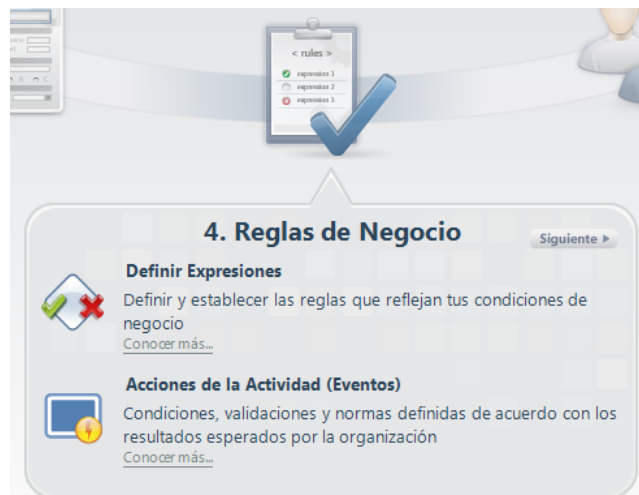 < rules >
expression 1
expression 2
expression 3
4. Reglas de Negocio
Siguiente
Definir Expresiones
Definir y establecer las reglas que reflejan tus condiciones de
negocio
Conocer más...
Acciones de la Actividad (Eventos)
Condiciones, validaciones y normas definidas de acuerdo con los
resultados esperados por la organización
Conocer más...